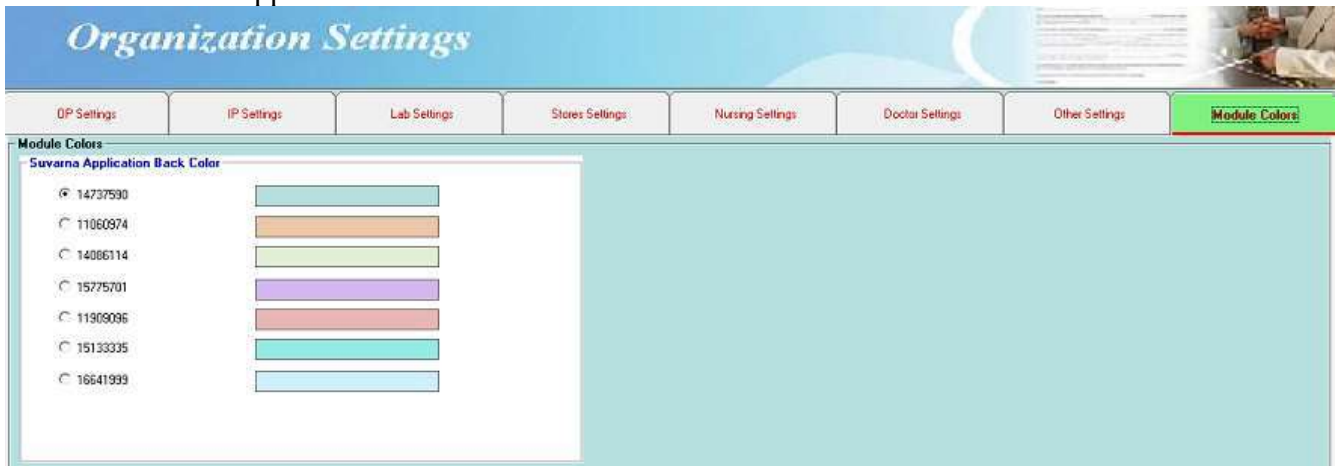 Organization Settings
OP Settings IP Settings Lab Settings Stores Settings Nursing Settings Doctor Settings Other Settings Module Colors
Module Colors
Suvarna Application Back Color
14737590
11060974
14086114
15775701
11909096
15133335
16641999